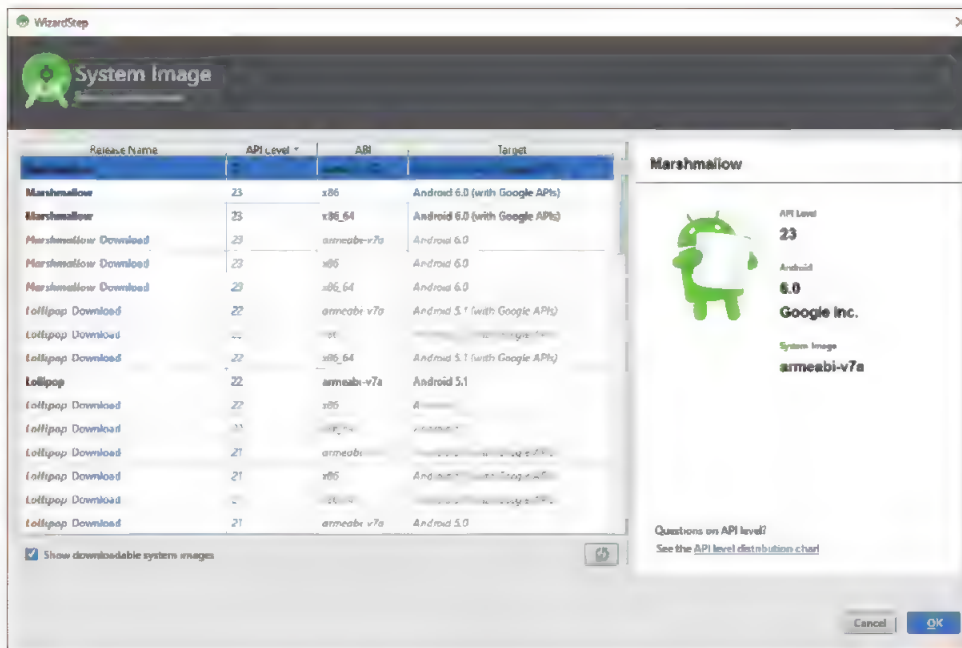 WizardStep
System Image
Release Name API Level ABI Target
Marshmallow 23 x86 Android 6.0 (with Google APIs)
Marshmallow 23 x86_64 Android 6.0 (with Google APIs)
Marshmallow Download 23 armeabi-v7a Android 6.0
Marshmallow Download 23 x86 Android 6.0
Marshmallow Download 23 x86_64 Android 6.0
Lollipop Download 22 armeabi-v7a Android 5.1 (with Google APIs)
Lollipop Download
Lollipop Download 22 x86_64 Android 5.1 (with Google APIs)
Lollipop 22 armeabi-v7a Android 5.1
Lollipop Download 22 x86
Lollipop Download
Lollipop Download 21
Lollipop Download 21 x86
Lollipop Download
Lollipop Download 21 armeabi-v7a Android 5.0
Show downloadable system images
Marshmallow
API Level
23
Android
6.0
Google Inc.
System Image
armeabi-v7a
Questions on API level?
See the API level distribution chart
Cancel OK